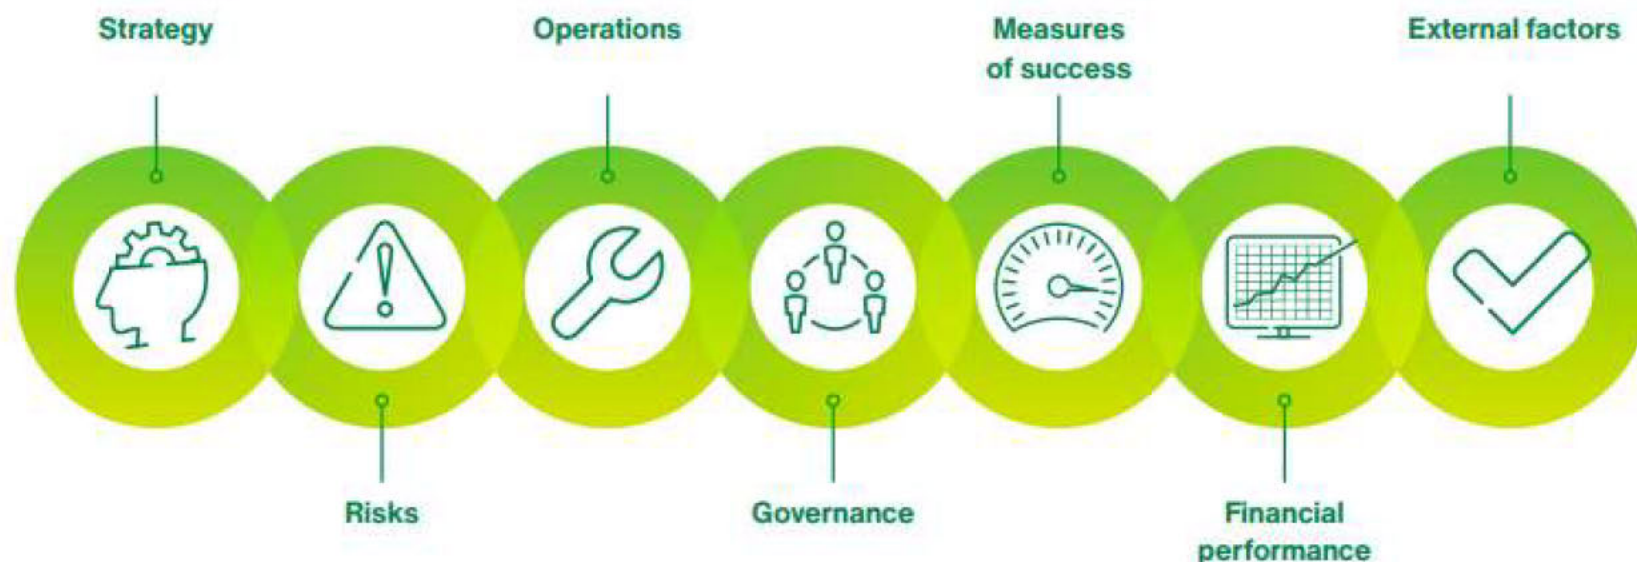 Strategy
Operations
Measures
of success
External factors
Risks
Governance
Financial
performance